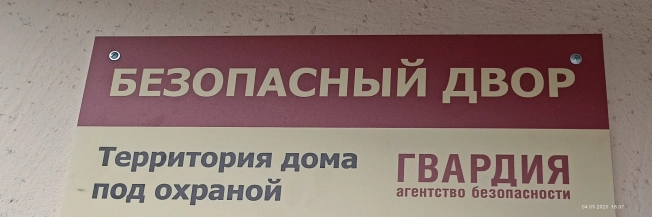 БЕЗОПАСНЫЙ ДВОР
Территория дома
под охраной
ГВАРДИЯ
агентство безопасности